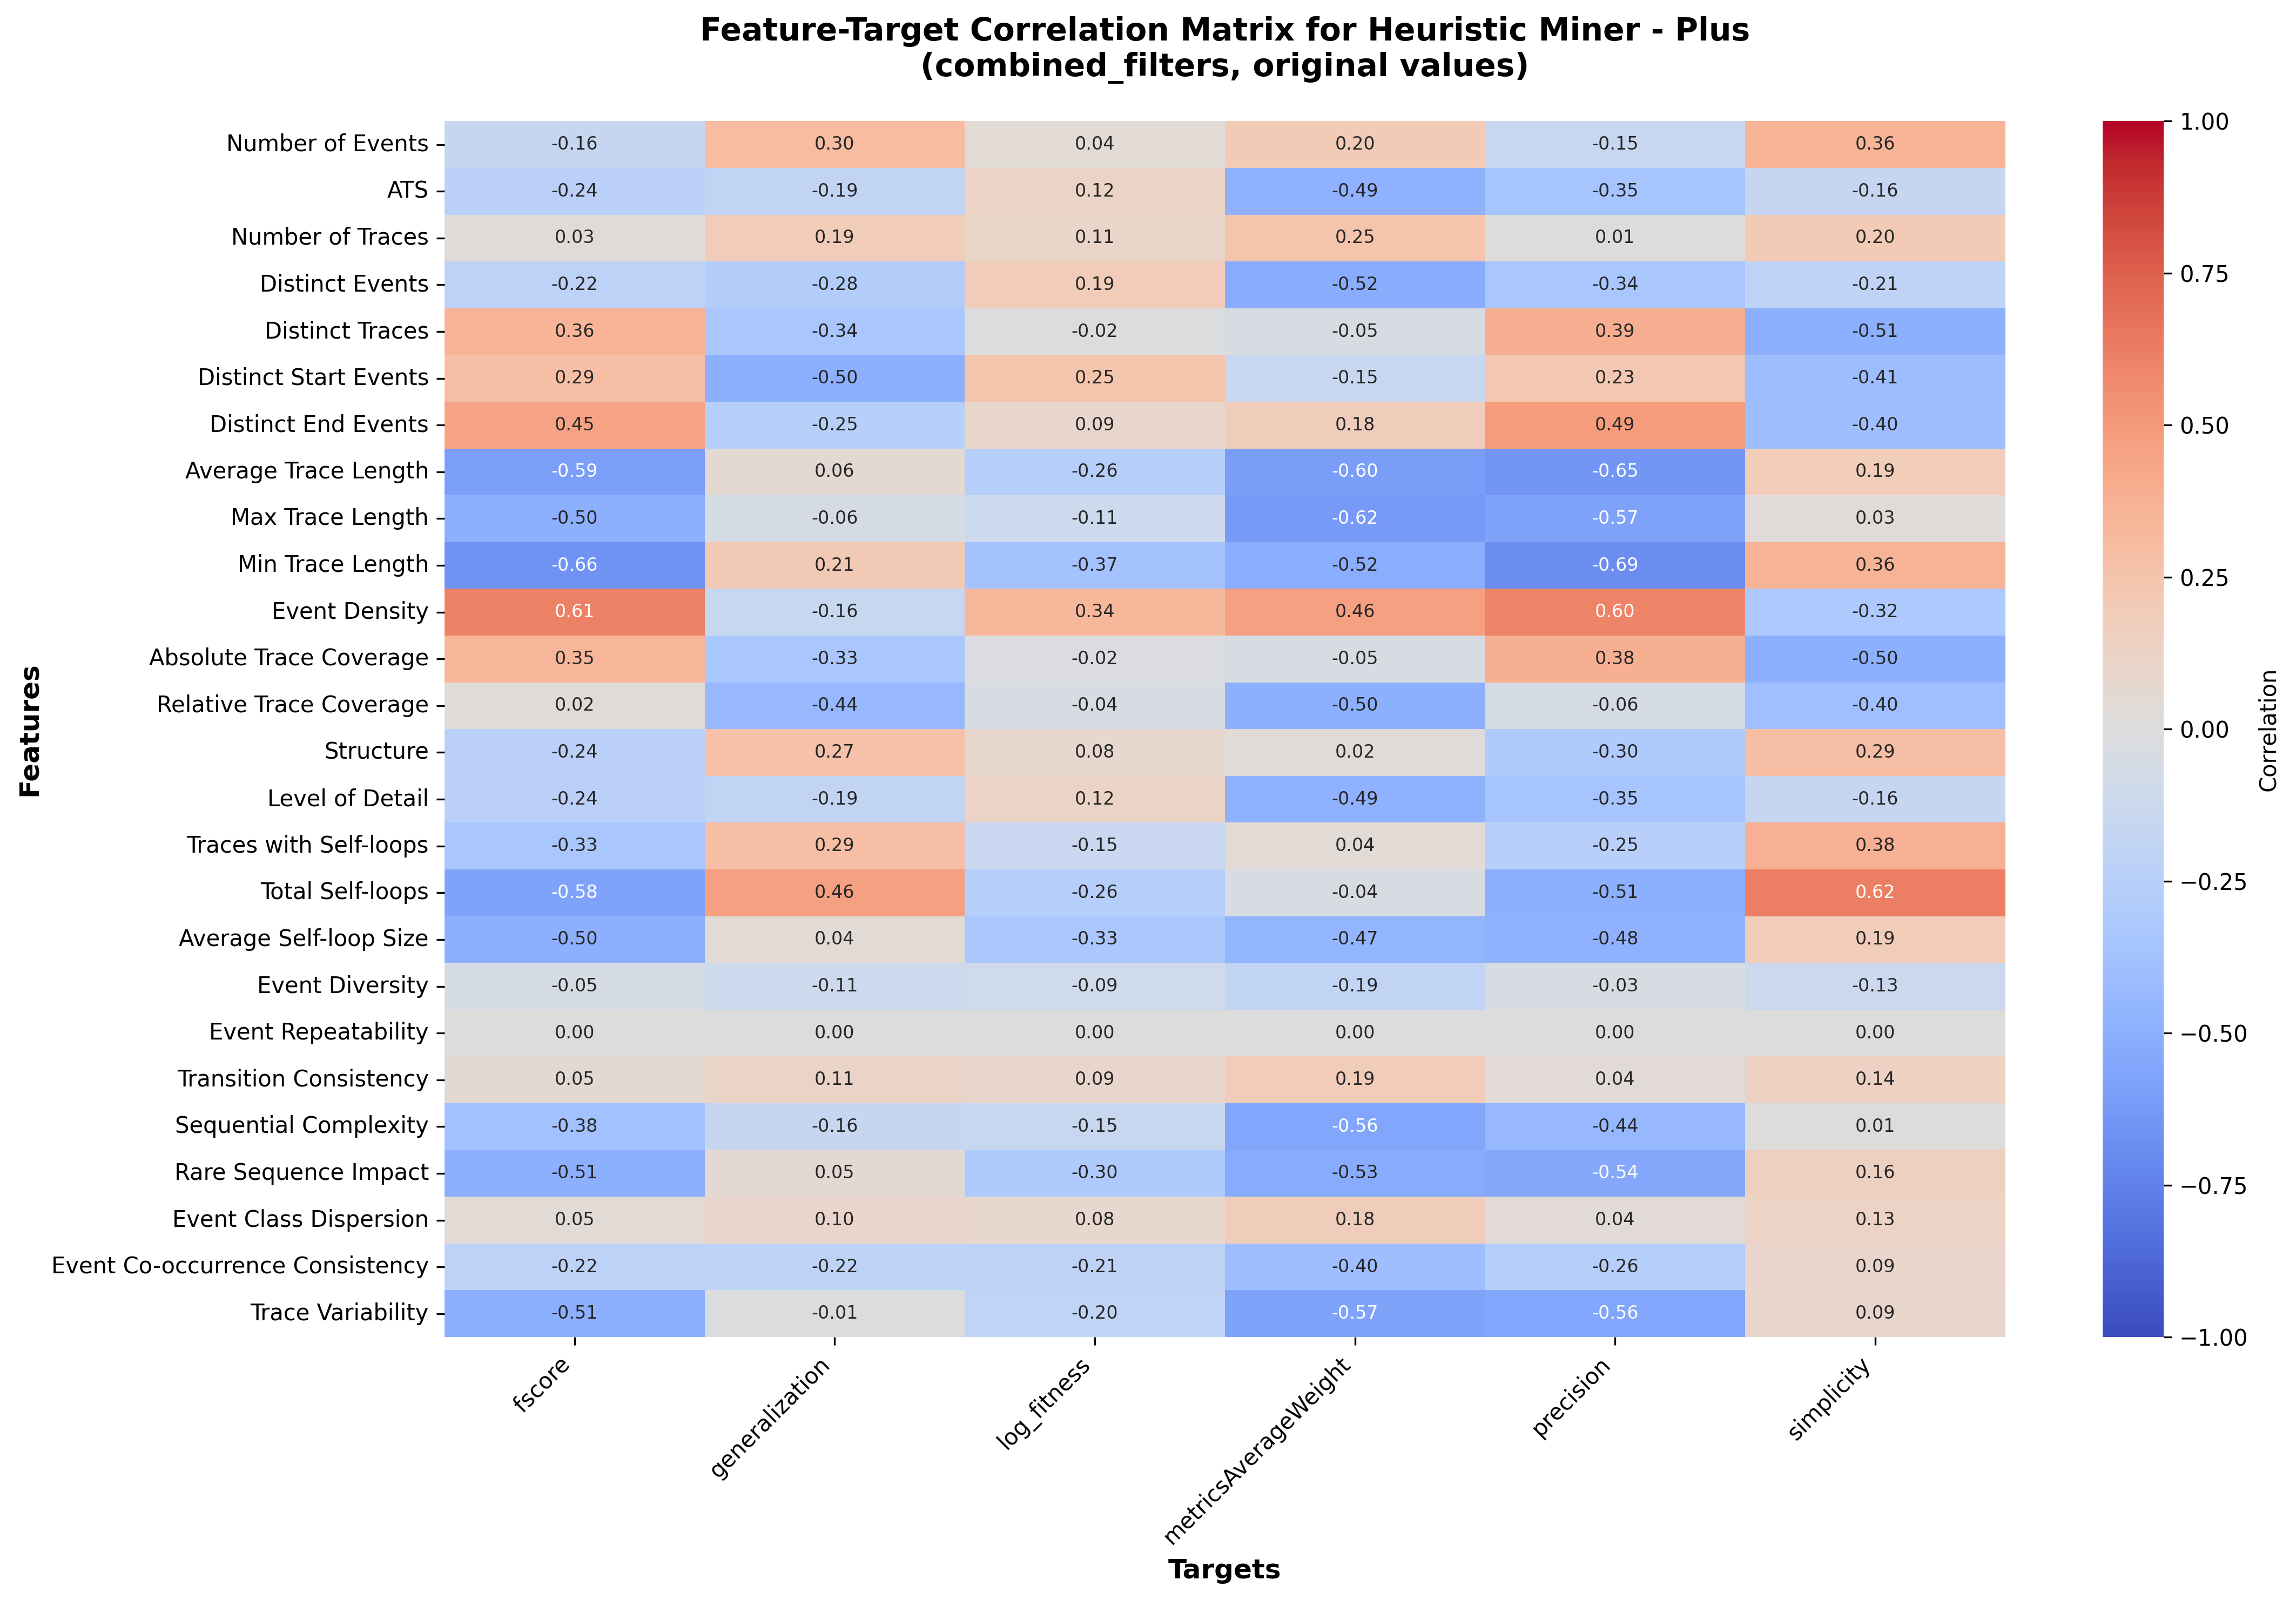 Feature-Target Correlation Matrix for Heuristic Miner - Plus
(combined_filters, original values)
Features
Number of Events -0.16 0.30 0.04 0.20 -0.15 0.36
ATS -0.24 -0.19 0.12 -0.49 -0.35 -0.16
Number of Traces 0.03 0.19 0.11 0.25 0.01 0.20
Distinct Events -0.22 -0.28 0.19 -0.52 -0.34 -0.21
Distinct Traces 0.36 -0.34 -0.02 -0.05 0.39 -0.51
Distinct Start Events 0.29 -0.50 0.25 -0.15 0.23 -0.41
Distinct End Events 0.45 -0.25 0.09 0.18 0.49 -0.40
Average Trace Length -0.59 0.06 -0.26 -0.60 -0.65 0.19
Max Trace Length -0.50 -0.06 -0.11 -0.62 -0.57 0.03
Min Trace Length -0.66 0.21 -0.37 -0.52 -0.69 0.36
Event Density 0.61 -0.16 0.34 0.46 0.60 -0.32
Absolute Trace Coverage 0.35 -0.33 -0.02 -0.05 0.38 -0.50
Relative Trace Coverage 0.02 -0.44 -0.04 -0.50 -0.06 -0.40
Structure -0.24 0.27 0.08 0.02 -0.30 0.29
Level of Detail -0.24 -0.19 0.12 -0.49 -0.35 -0.16
Traces with Self-loops -0.33 0.29 -0.15 0.04 -0.25 0.38
Total Self-loops -0.58 0.46 -0.26 -0.04 -0.51 0.62
Average Self-loop Size -0.50 0.04 -0.33 -0.47 -0.48 0.19
Event Diversity -0.05 -0.11 -0.09 -0.19 -0.03 -0.13
Event Repeatability 0.00 0.00 0.00 0.00 0.00 0.00
Transition Consistency 0.05 0.11 0.09 0.19 0.04 0.14
Sequential Complexity -0.38 -0.16 -0.15 -0.56 -0.44 0.01
Rare Sequence Impact -0.51 0.05 -0.30 -0.53 -0.54 0.16
Event Class Dispersion 0.05 0.10 0.08 0.18 0.04 0.13
Event Co-occurrence Consistency -0.22 -0.22 -0.21 -0.40 -0.26 0.09
Trace Variability -0.51 -0.01 -0.20 -0.57 -0.56 0.09
fscore generalization log_fitness metricsAverageWeight precision simplicity
Targets
1.00
0.75
0.50
0.25
0.00
−0.25
−0.50
−0.75
−1.00
Correlation